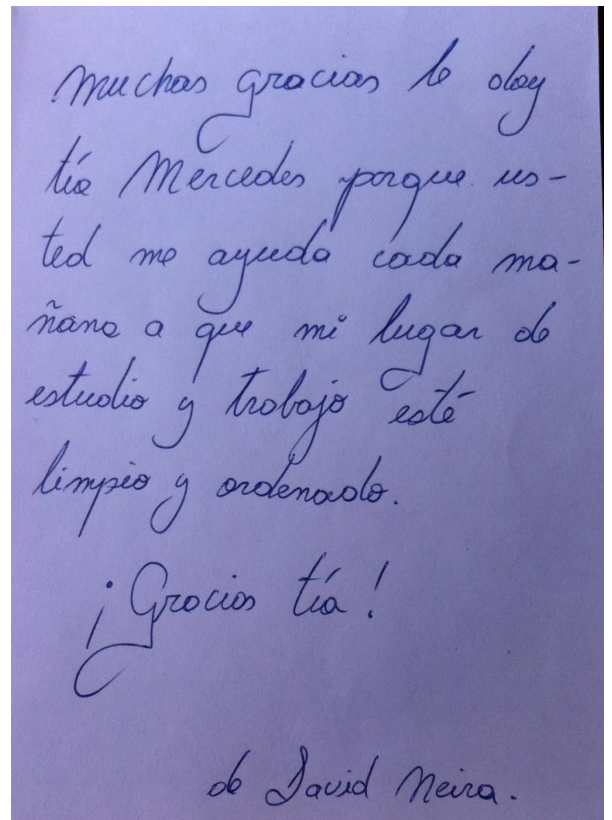 Muchas gracias le doy
tía Mercedes porque us-
ted me ayuda cada ma-
ñana a que mi lugar de
estudio y trabajo esté
limpio y ordenado.
¡Gracias tía!
de David Neira.